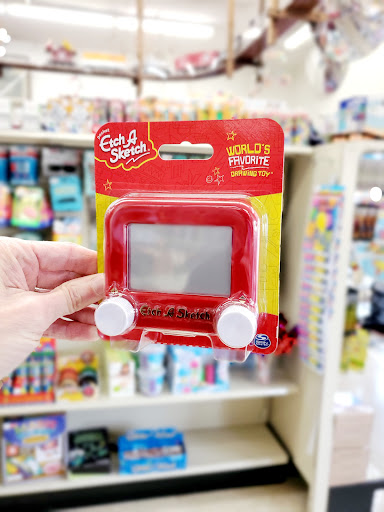 Etch A
Sketch
WORLD'S
FAVORITE
DRAWING TOY
Etch A Sketch